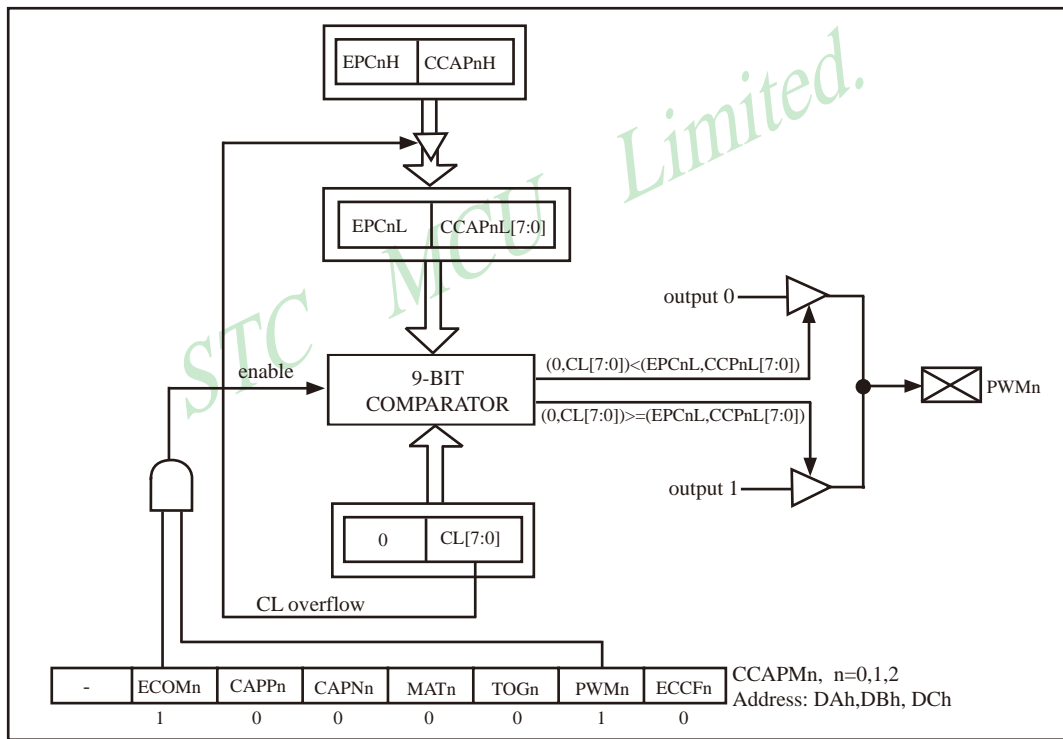 EPCnH CCAPnH
EPCnL CCAPnL[7:0]
STC MCU Limited.
output 0
enable
9-BIT
COMPARATOR
(0,CL[7:0])<(EPCnL,CCPnL[7:0])
(0,CL[7:0])>=(EPCnL,CCPnL[7:0])
PWMn
output 1
0 CL[7:0]
CL overflow
- ECOMn CAPPn CAPNn MATn TOGn PWMn ECCFn
CCAPMn, n=0,1,2
Address: DAh,DBh, DCh
1 0 0 0 0 1 0